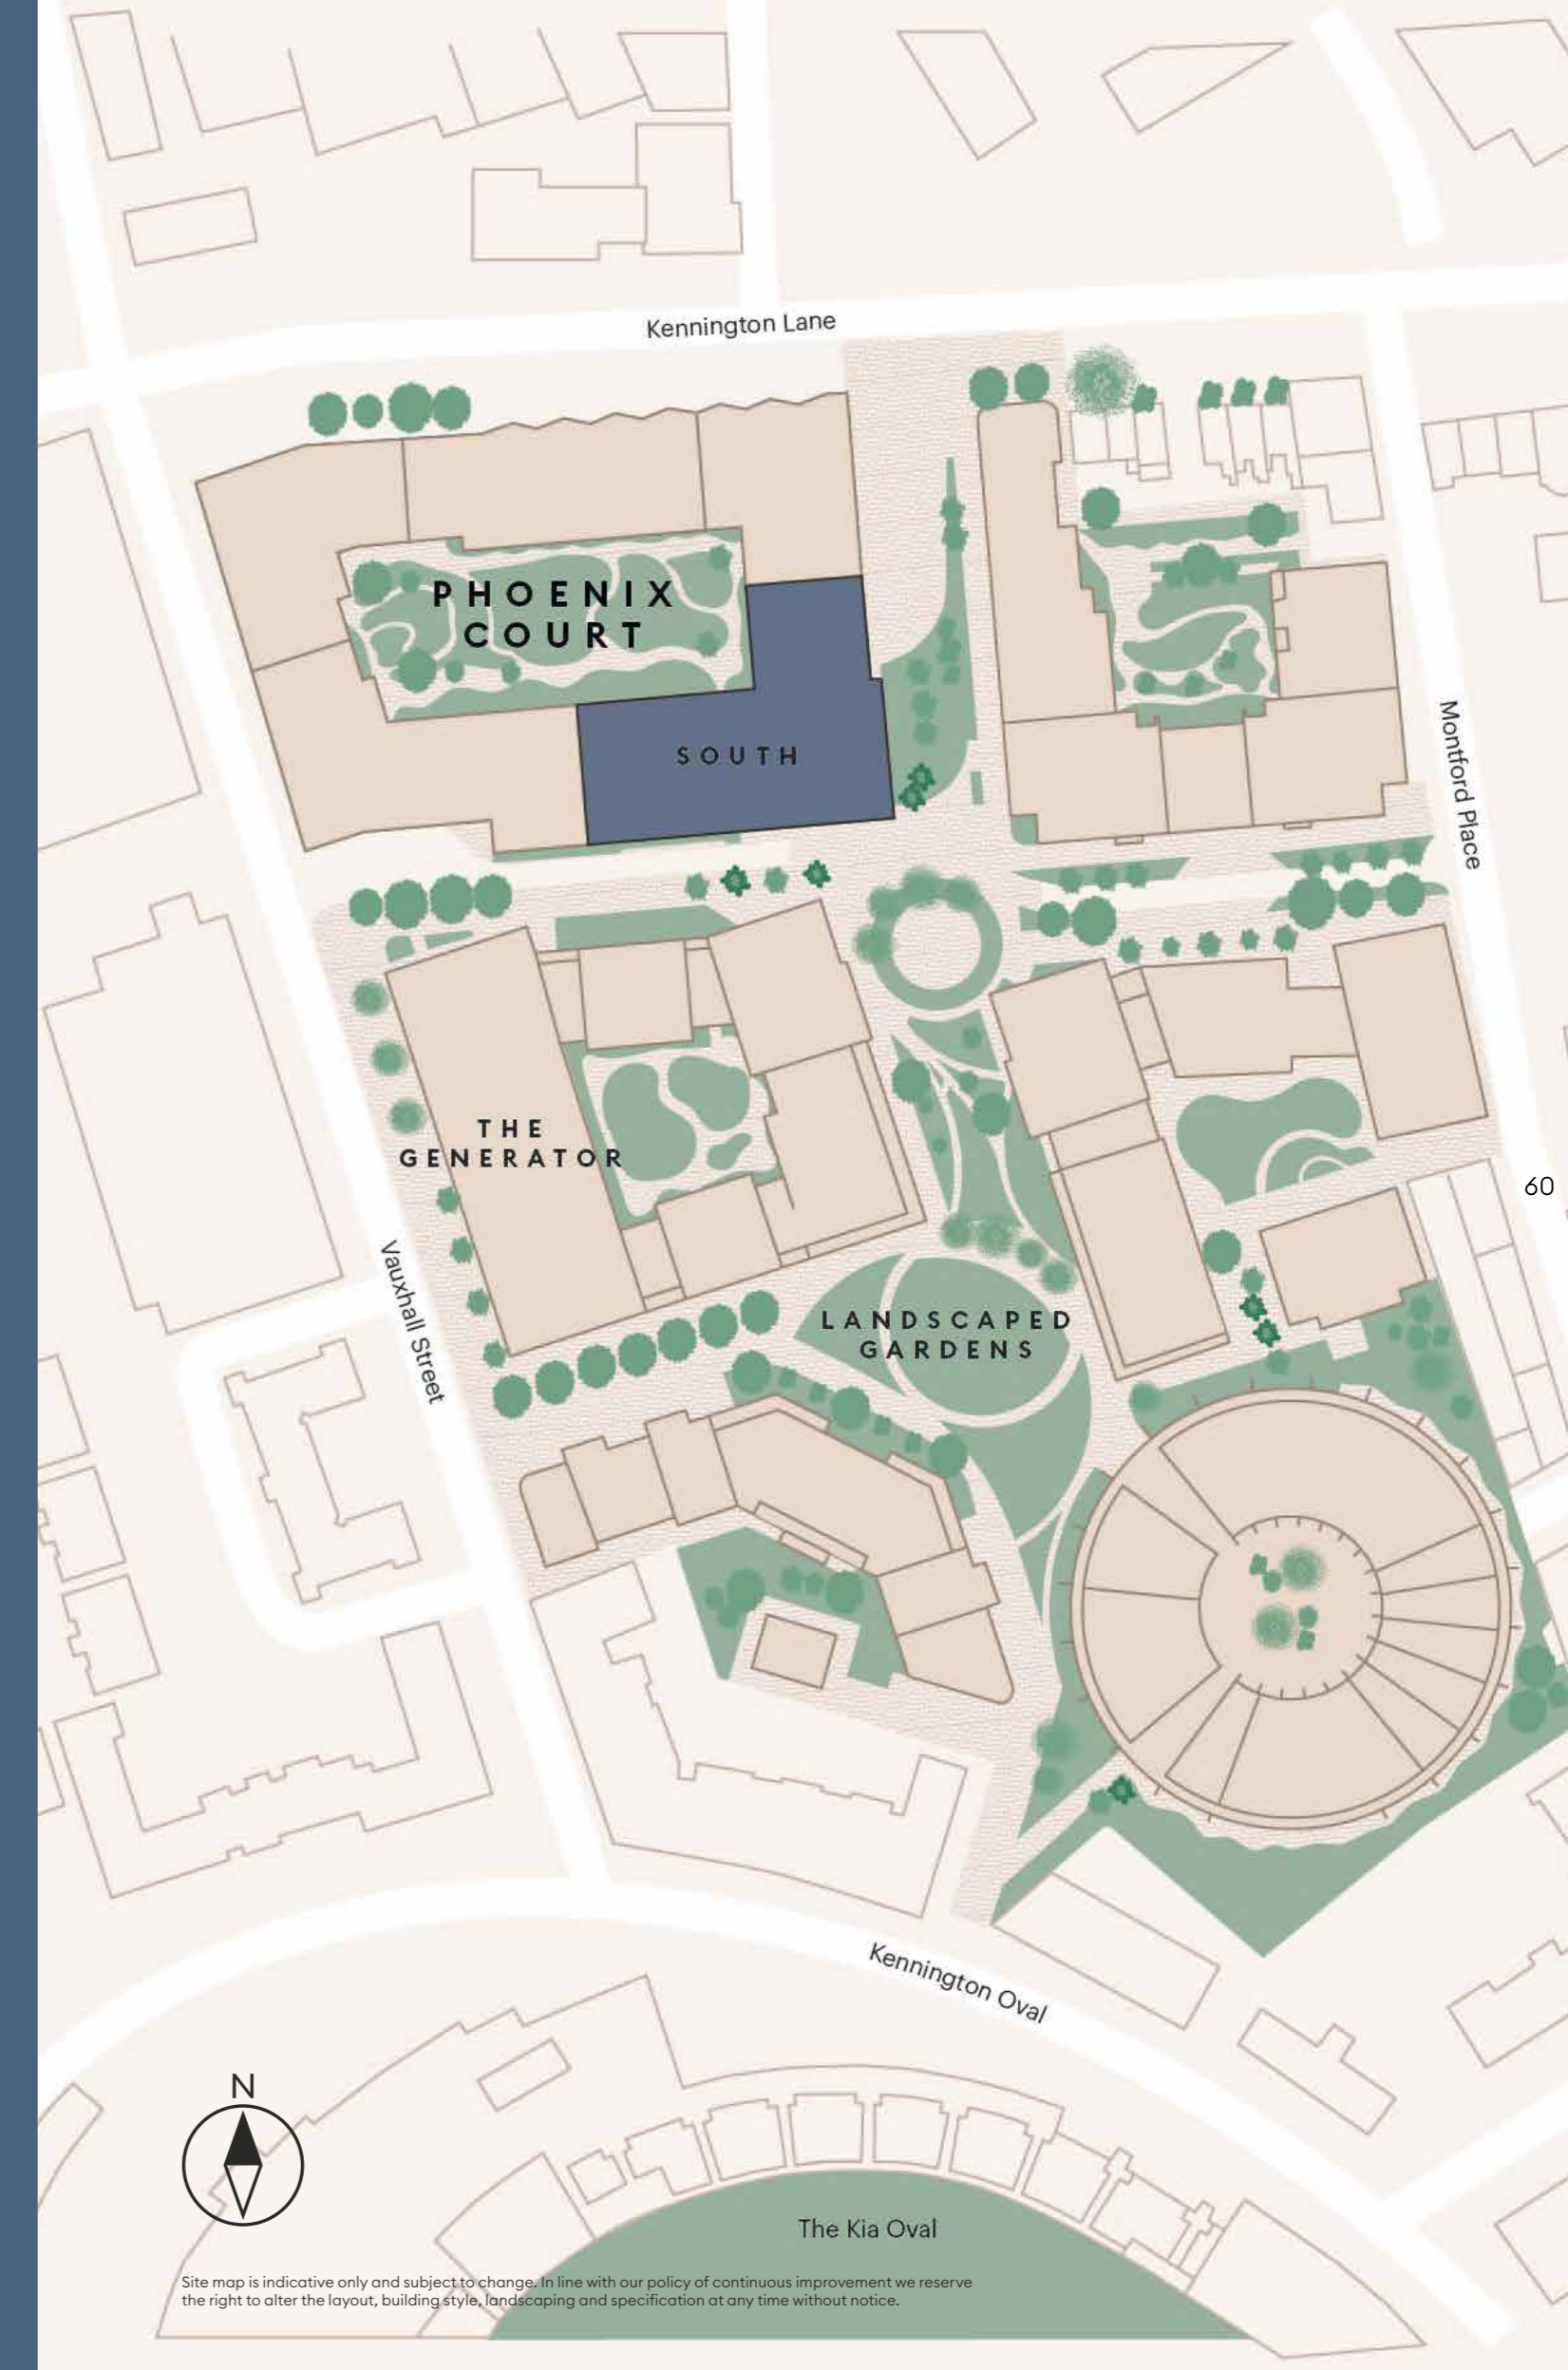 Kennington Lane
PHOENIX
COURT
SOUTH
Montford Place
THE
GENERATOR
60
Vauxhall Street
LANDSCAPED
GARDENS
Kennington Oval
N
The Kia Oval
Site map is indicative only and subject to change. In line with our policy of continuous improvement we reserve
the right to alter the layout, building style, landscaping and specification at any time without notice.